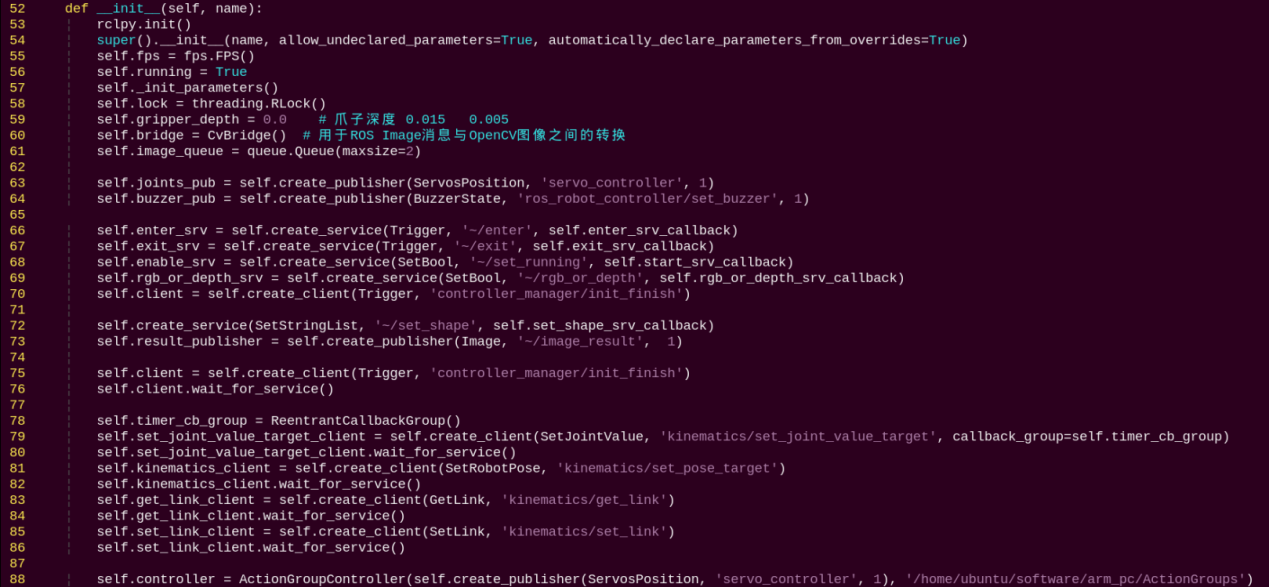 52     def __init__(self, name):
53         rclpy.init()
54         super().__init__(name, allow_undeclared_parameters=True, automatically_declare_parameters_from_overrides=True)
55         self.fps = fps.FPS()
56         self.running = True
57         self._init_parameters()
58         self.lock = threading.RLock()
59         self.gripper_depth = 0.0    # 爪子深度 0.015   0.005
60         self.bridge = CvBridge()  # 用于ROS Image消息与OpenCV图像之间的转换
61         self.image_queue = queue.Queue(maxsize=2)
62
63         self.joints_pub = self.create_publisher(ServosPosition, 'servo_controller', 1)
64         self.buzzer_pub = self.create_publisher(BuzzerState, 'ros_robot_controller/set_buzzer', 1)
65
66         self.enter_srv = self.create_service(Trigger, '~/enter', self.enter_srv_callback)
67         self.exit_srv = self.create_service(Trigger, '~/exit', self.exit_srv_callback)
68         self.enable_srv = self.create_service(SetBool, '~/set_running', self.start_srv_callback)
69         self.rgb_or_depth_srv = self.create_service(SetBool, '~/rgb_or_depth', self.rgb_or_depth_srv_callback)
70         self.client = self.create_client(Trigger, 'controller_manager/init_finish')
71
72         self.create_service(SetStringList, '~/set_shape', self.set_shape_srv_callback)
73         self.result_publisher = self.create_publisher(Image, '~/image_result',  1)
74
75         self.client = self.create_client(Trigger, 'controller_manager/init_finish')
76         self.client.wait_for_service()
77
78         self.timer_cb_group = ReentrantCallbackGroup()
79         self.set_joint_value_target_client = self.create_client(SetJointValue, 'kinematics/set_joint_value_target', callback_group=self.timer_cb_group)
80         self.set_joint_value_target_client.wait_for_service()
81         self.kinematics_client = self.create_client(SetRobotPose, 'kinematics/set_pose_target')
82         self.kinematics_client.wait_for_service()
83         self.get_link_client = self.create_client(GetLink, 'kinematics/get_link')
84         self.get_link_client.wait_for_service()
85         self.set_link_client = self.create_client(SetLink, 'kinematics/set_link')
86         self.set_link_client.wait_for_service()
87
88         self.controller = ActionGroupController(self.create_publisher(ServosPosition, 'servo_controller', 1), '/home/ubuntu/software/arm_pc/ActionGroups')